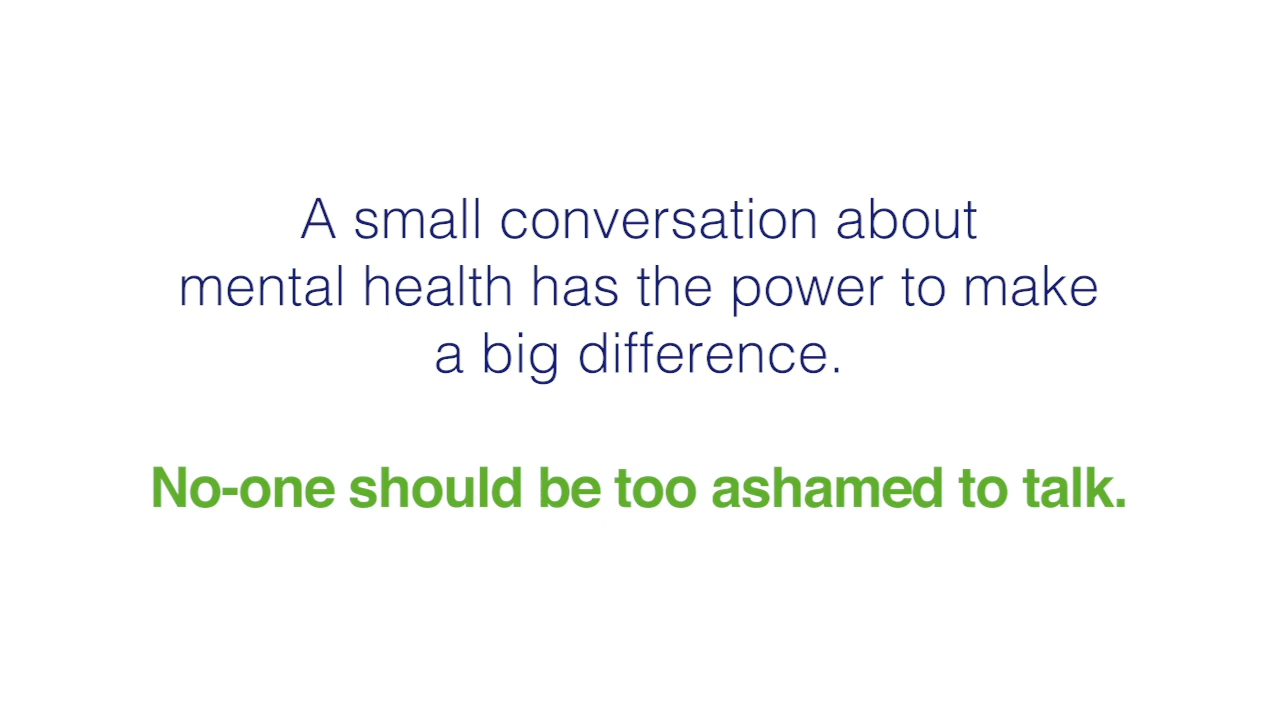 A small conversation about
mental health has the power to make
a big difference.
No-one should be too ashamed to talk.